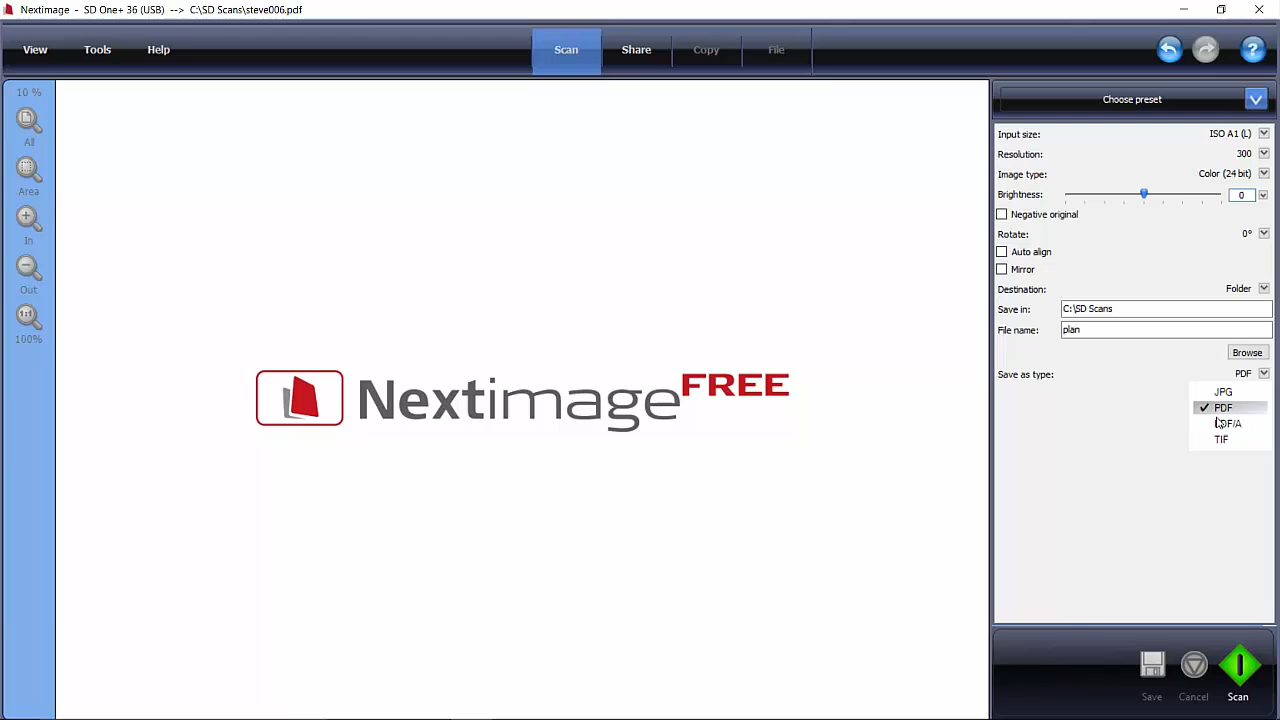 Nextimage - SD One+ 36 (USB) --> C:\SD Scans\steve006.pdf
View Tools Help Scan Share Copy File
10 %
All
Area
In
Out
1:1
100%
Nextimage FREE
Choose preset
Input size: ISO A1 (L)
Resolution: 300
Image type: Color (24 bit)
Brightness: 0
Negative original
Rotate: 0°
Auto align
Mirror
Destination: Folder
Save in: C:\SD Scans
File name: plan
Browse
Save as type: PDF
JPG
PDF
PDF/A
TIF
Save Cancel Scan